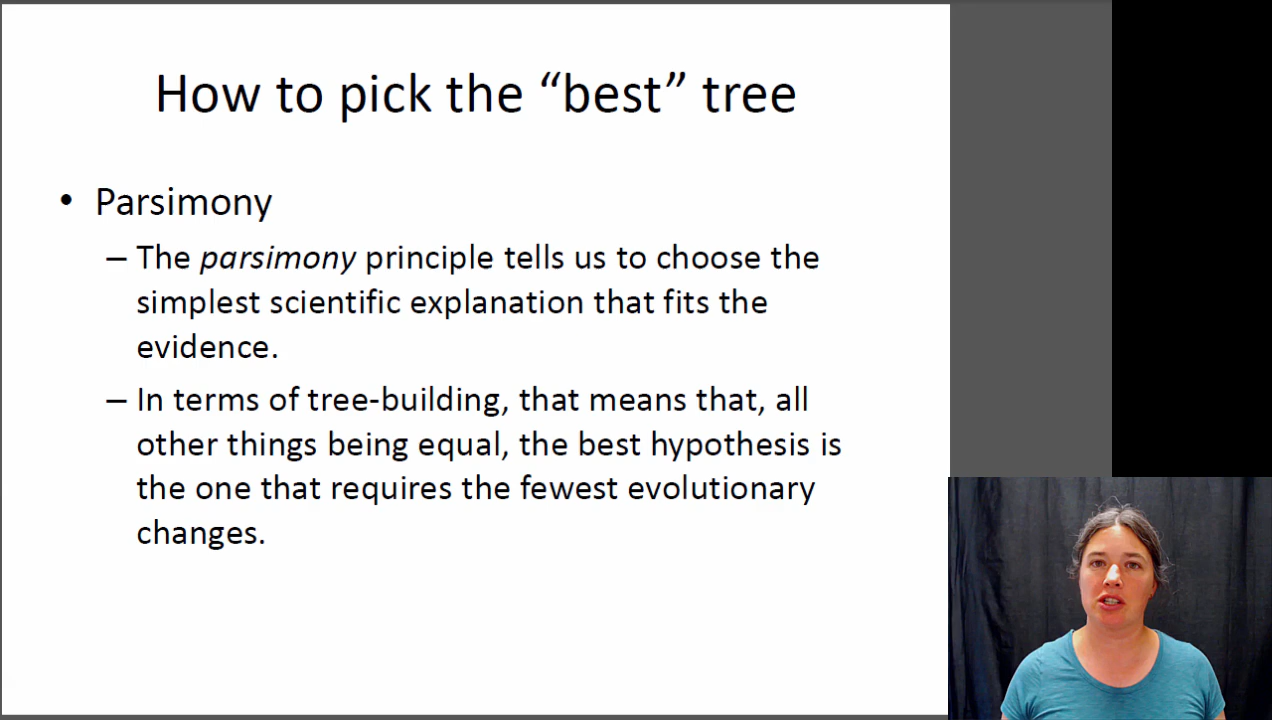 How to pick the “best” tree
• Parsimony
– The parsimony principle tells us to choose the
simplest scientific explanation that fits the
evidence.
– In terms of tree-building, that means that, all
other things being equal, the best hypothesis is
the one that requires the fewest evolutionary
changes.